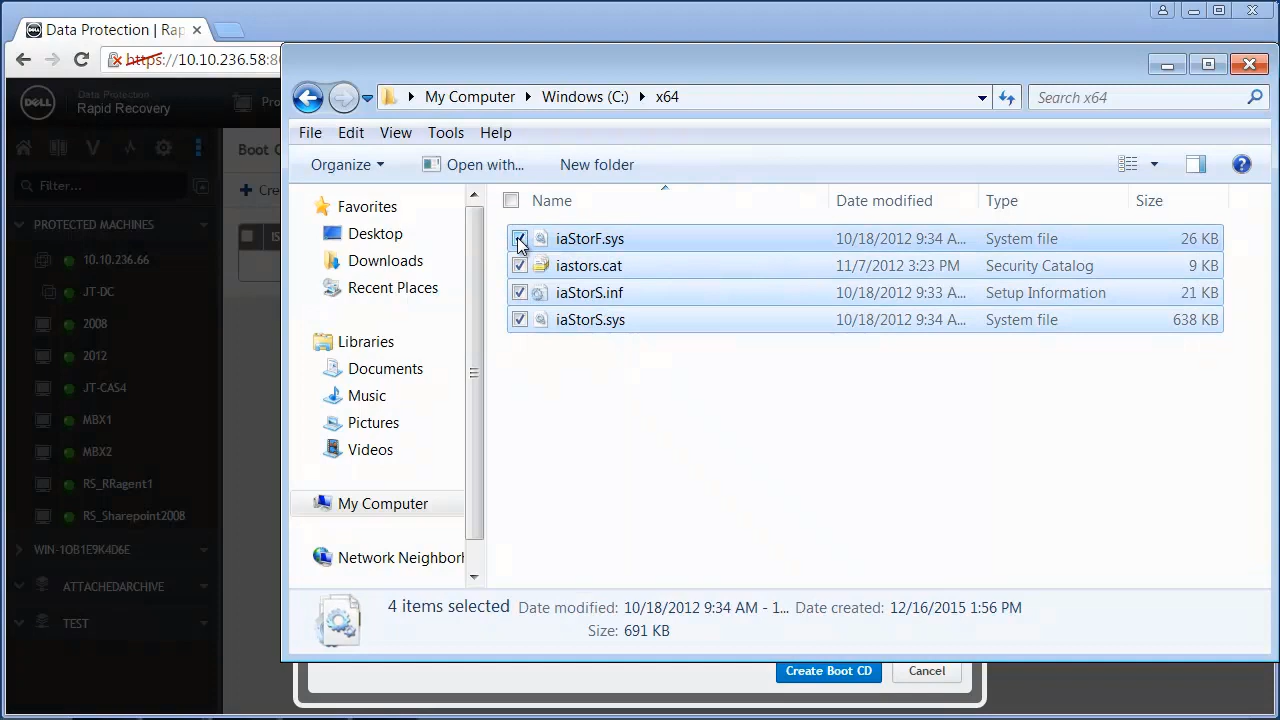 Data Protection | Rap
https://10.10.236.58:8
DELL
Data Protection
Rapid Recovery
Pro
Filter...
PROTECTED MACHINES
10.10.236.66
JT-DC
2008
2012
JT-CAS4
MBX1
MBX2
RS_RRagent1
RS_Sharepoint2008
WIN-1OB1E9K4D6E
ATTACHEDARCHIVE
TEST
Boot C
Cre
IS
My Computer Windows (C:) x64
Search x64
File Edit View Tools Help
Organize Open with... New folder
Favorites
Desktop
Downloads
Recent Places
Libraries
Documents
Music
Pictures
Videos
My Computer
Network Neighborh
Name Date modified Type Size
iaStorF.sys 10/18/2012 9:34 A... System file 26 KB
iastors.cat 11/7/2012 3:23 PM Security Catalog 9 KB
iaStorS.inf 10/18/2012 9:33 A... Setup Information 21 KB
iaStorS.sys 10/18/2012 9:34 A... System file 638 KB
4 items selected Date modified: 10/18/2012 9:34 AM - 1... Date created: 12/16/2015 1:56 PM
Size: 691 KB
Create Boot CD Cancel